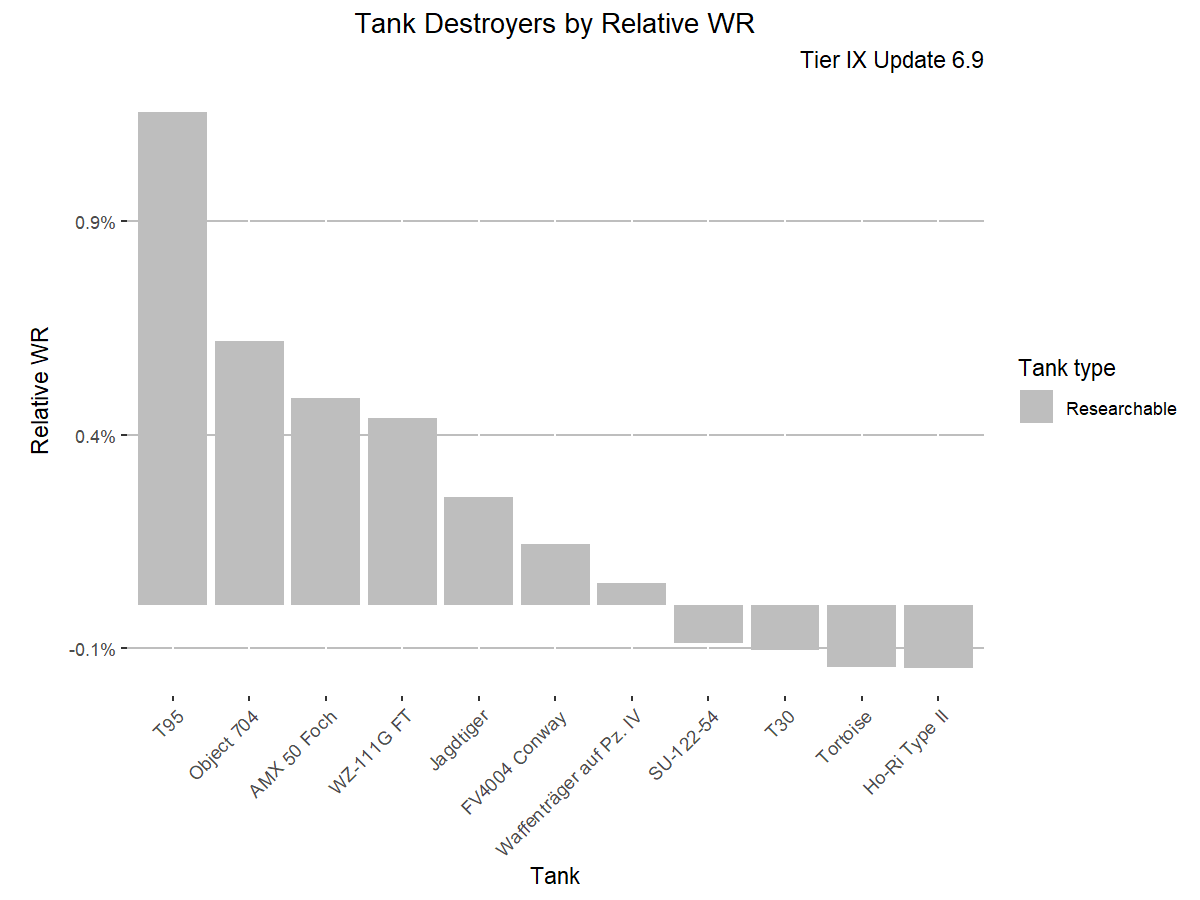 Tank Destroyers by Relative WR
Tier IX Update 6.9
Relative WR
0.9%
0.4%
-0.1%
T95
Object 704
AMX 50 Foch
WZ-111G FT
Jagdtiger
FV4004 Conway
Waffenträger auf Pz. IV
SU-122-54
T30
Tortoise
Ho-Ri Type II
Tank
Tank type
Researchable